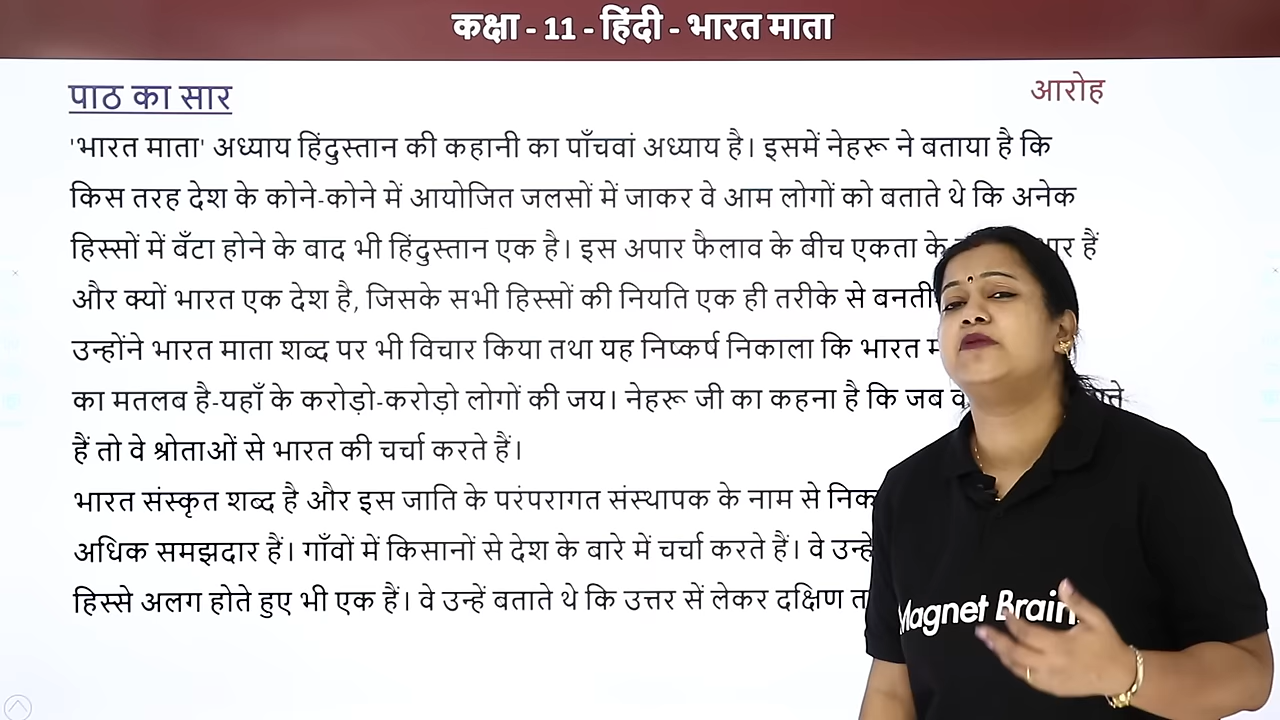 कक्षा - 11 - हिंदी - भारत माता
पाठ का सार
आरोह
'भारत माता' अध्याय हिंदुस्तान की कहानी का पाँचवां अध्याय है। इसमें नेहरू ने बताया है कि
किस तरह देश के कोने-कोने में आयोजित जलसों में जाकर वे आम लोगों को बताते थे कि अनेक
हिस्सों में बँटा होने के बाद भी हिंदुस्तान एक है। इस अपार फैलाव के बीच एकता के हैं
और क्यों भारत एक देश है, जिसके सभी हिस्सों की नियति एक ही तरीके से बनती
उन्होंने भारत माता शब्द पर भी विचार किया तथा यह निष्कर्ष निकाला कि भारत
का मतलब है-यहाँ के करोड़ो-करोड़ो लोगों की जय। नेहरू जी का कहना है कि जब
हैं तो वे श्रोताओं से भारत की चर्चा करते हैं।
भारत संस्कृत शब्द है और इस जाति के परंपरागत संस्थापक के नाम से
अधिक समझदार हैं। गाँवों में किसानों से देश के बारे में चर्चा करते हैं। वे
हिस्से अलग होते हुए भी एक हैं। वे उन्हें बताते थे कि उत्तर सें लेकर दक्षिण
Magnet Brain